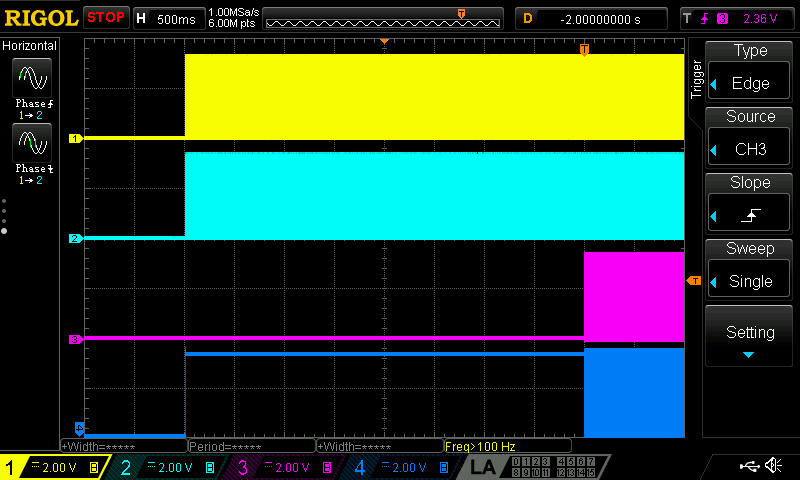 RIGOL STOP H 500ms 1.00MSa/s 6.00M pts T D -2.00000000 s T 3 2.36 V
Horizontal
Phase
1→2
Phase
1→2
T
1
2
3
T
Trigger
Type
Edge
Source
CH3
Slope
Sweep
Single
Setting
+Width=***** Period=***** +Width=***** Freq>100 Hz
1 2.00 V B 2 2.00 V B 3 2.00 V B 4 2.00 V B LA 0 1 2 3 4 5 6 7
8 9 10 11 12 13 14 15